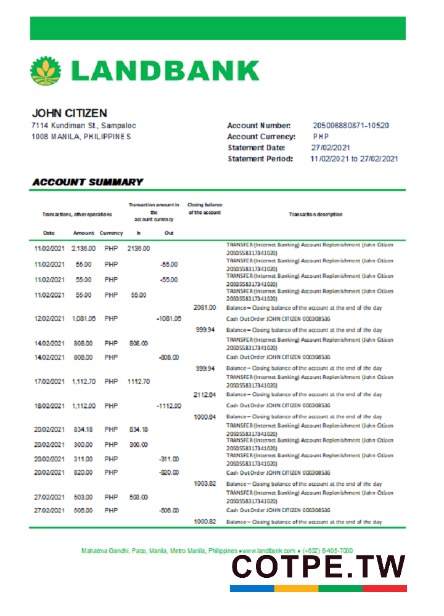 LANDBANK
JOHN CITIZEN
7114 Kundiman St., Sampaloc
1008 MANILA, PHILIPPINES
Account Number: 205006880871-10520
Account Currency: PHP
Statement Date: 27/02/2021
Statement Period: 11/02/2021 to 27/02/2021
ACCOUNT SUMMARY
Transactions, other operations Transaction amount in the account currency Closing balance of the account Transaction description
Date Amount Currency In Out
11/02/2021 2,136.00 PHP 2136.00 TRANSFER (Internet Banking) Account Replenishment (John Citizen 2050558317341020)
11/02/2021 55.00 PHP -55.00 TRANSFER (Internet Banking) Account Replenishment (John Citizen 2050558317341020)
11/02/2021 55.00 PHP -55.00 TRANSFER (Internet Banking) Account Replenishment (John Citizen 2050558317341020)
11/02/2021 55.00 PHP 55.00 TRANSFER (Internet Banking) Account Replenishment (John Citizen 2050558317341020)
2081.00 Balance – Closing balance of the account at the end of the day
12/02/2021 1,081.06 PHP -1081.06 Cash Out Order JOHN CITIZEN 000308536
999.94 Balance – Closing balance of the account at the end of the day
14/02/2021 808.00 PHP 808.00 TRANSFER (Internet Banking) Account Replenishment (John Citizen 2050558317341020)
14/02/2021 808.00 PHP -808.00 Cash Out Order JOHN CITIZEN 000308536
999.94 Balance – Closing balance of the account at the end of the day
17/02/2021 1,112.70 PHP 1112.70 TRANSFER (Internet Banking) Account Replenishment (John Citizen 2050558317341020)
2112.64 Balance – Closing balance of the account at the end of the day
18/02/2021 1,112.00 PHP -1112.00 Cash Out Order JOHN CITIZEN 000308536
1000.64 Balance – Closing balance of the account at the end of the day
20/02/2021 834.18 PHP 834.18 TRANSFER (Internet Banking) Account Replenishment (John Citizen 2050558317341020)
20/02/2021 300.00 PHP 300.00 TRANSFER (Internet Banking) Account Replenishment (John Citizen 2050558317341020)
20/02/2021 311.00 PHP -311.00 TRANSFER (Internet Banking) Account Replenishment (John Citizen 2050558317341020)
20/02/2021 820.00 PHP -820.00 Cash Out Order JOHN CITIZEN 000308536
1003.82 Balance – Closing balance of the account at the end of the day
27/02/2021 503.00 PHP TRANSFER (Internet Banking) Account Replenishment (John Citizen 2050558317341020)
27/02/2021 506.00 PHP -506.00 Cash Out Order JOHN CITIZEN 000308536
1000.82 Balance – Closing balance of the account at the end of the day
Mahatma Gandhi, Paco, Manila, Metro Manila, Philippines • www.landbank.com • (+632) 8-405-7000
COTPE.TW